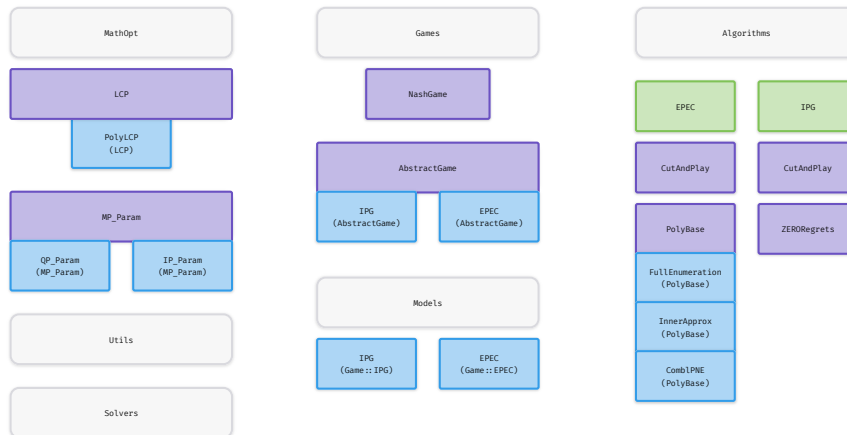 MathOpt
LCP
PolyLCP
(LCP)
MP_Param
QP_Param
(MP_Param)
IP_Param
(MP_Param)
Utils
Solvers
Games
NashGame
AbstractGame
IPG
(AbstractGame)
EPEC
(AbstractGame)
Models
IPG
(Game::IPG)
EPEC
(Game::EPEC)
Algorithms
EPEC
IPG
CutAndPlay
CutAndPlay
PolyBase
ZERORegrets
FullEnumeration
(PolyBase)
InnerApprox
(PolyBase)
ComblPNE
(PolyBase)